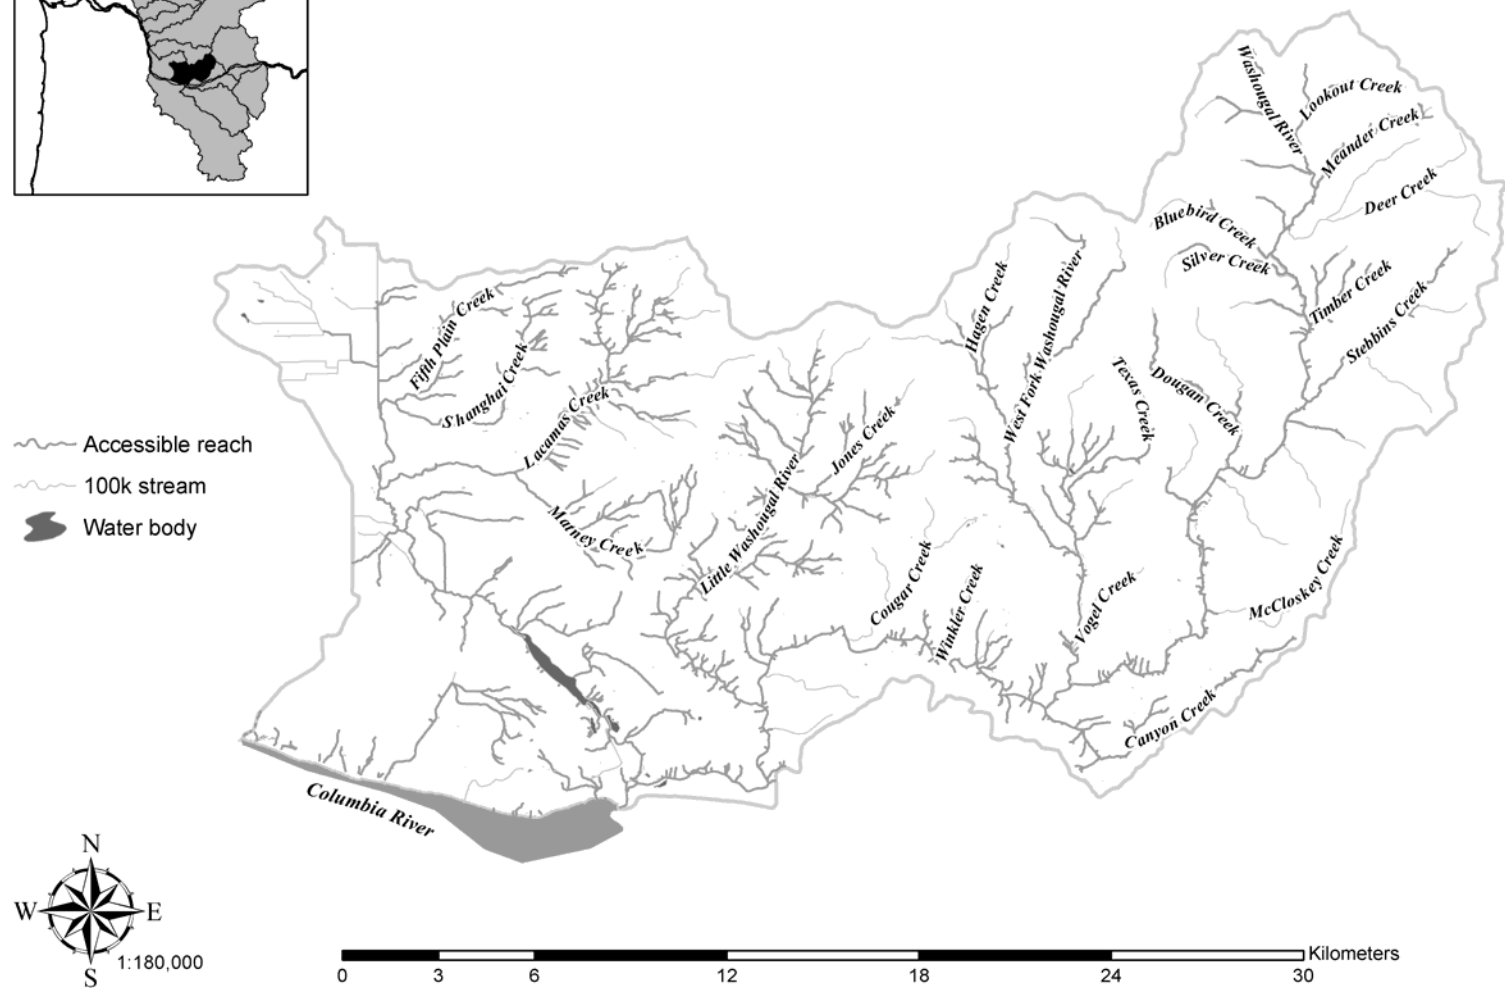 Washougal River
Lookout Creek
Meander Creek
Deer Creek
Bluebird Creek
Silver Creek
Timber Creek
Stebbins Creek
Hagen Creek
West Fork Washougal River
Fifth Plain Creek
Shanghai Creek
Lacamas Creek
Texas Creek
Dougan Creek
Jones Creek
Accessible reach
100k stream
Water body
Matney Creek
Little Washougal River
Cougar Creek
Winkler Creek
Vogel Creek
McCloskey Creek
Canyon Creek
Columbia River
N
W
E
S
1:180,000
Kilometers
0
3
6
12
18
24
30